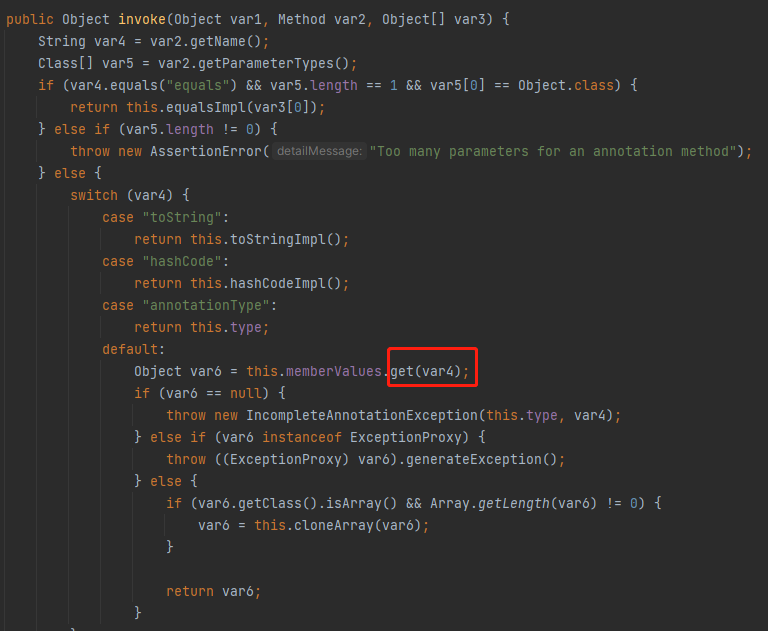 public Object invoke(Object var1, Method var2, Object[] var3) {
    String var4 = var2.getName();
    Class[] var5 = var2.getParameterTypes();
    if (var4.equals("equals") && var5.length == 1 && var5[0] == Object.class) {
        return this.equalsImpl(var3[0]);
    } else if (var5.length != 0) {
        throw new AssertionError( detailMessage: "Too many parameters for an annotation method");
    } else {
        switch (var4) {
            case "toString":
                return this.toStringImpl();
            case "hashCode":
                return this.hashCodeImpl();
            case "annotationType":
                return this.type;
            default:
                Object var6 = this.memberValues.get(var4);
                if (var6 == null) {
                    throw new IncompleteAnnotationException(this.type, var4);
                } else if (var6 instanceof ExceptionProxy) {
                    throw ((ExceptionProxy) var6).generateException();
                } else {
                    if (var6.getClass().isArray() && Array.getLength(var6) != 0) {
                        var6 = this.cloneArray(var6);
                    }

                    return var6;
                }